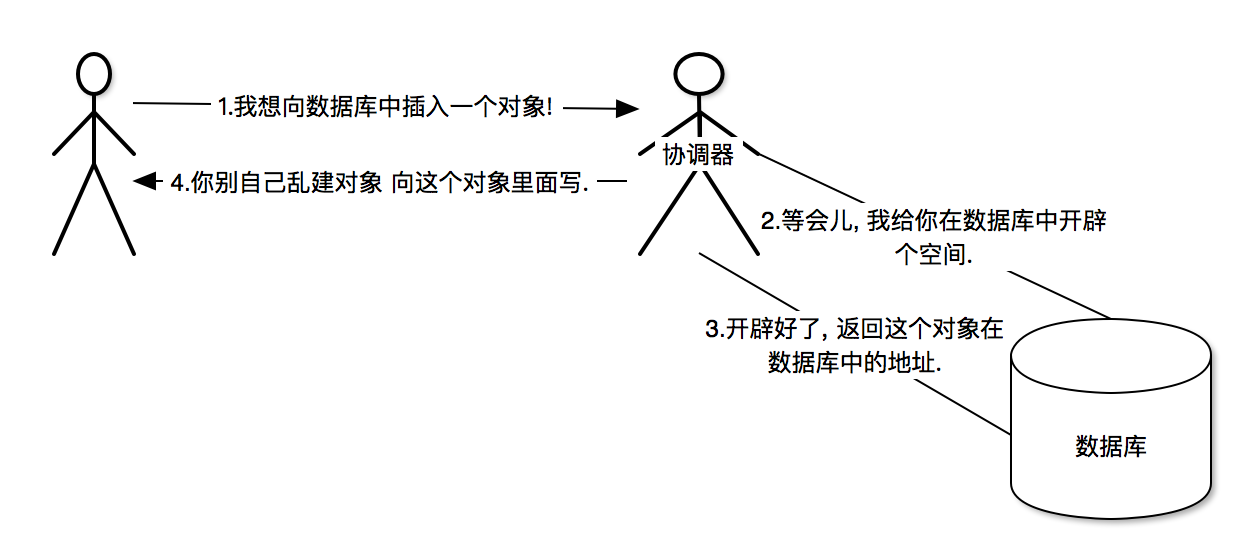 1.我想向数据库中插入一个对象!
协调器
4.你别自己乱建对象 向这个对象里面写.
2.等会儿, 我给你在数据库中开辟
个空间.
3.开辟好了, 返回这个对象在
数据库中的地址.
数据库